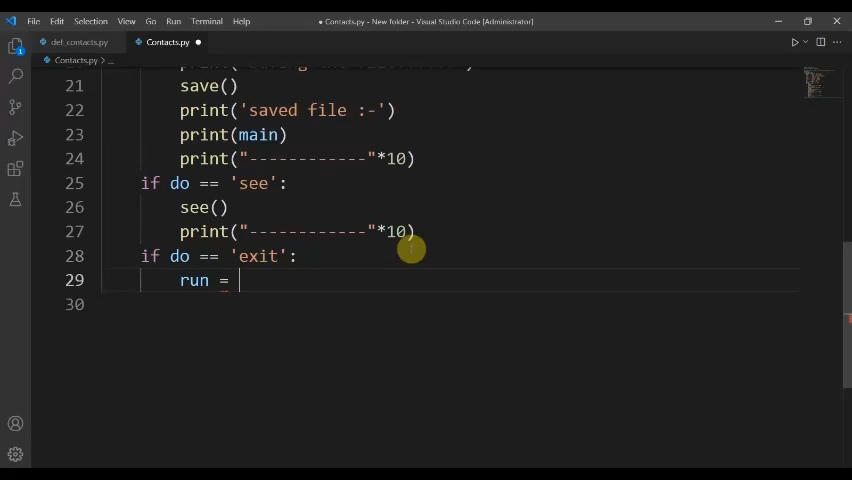 File Edit Selection View Go Run Terminal Help
● Contacts.py - New folder - Visual Studio Code [Administrator]
def_contacts.py Contacts.py ●
Contacts.py > ...
21 save()
22 print('saved file :-')
23 print(main)
24 print("------------"*10)
25 if do == 'see':
26 see()
27 print("------------"*10)
28 if do == 'exit':
29 run =
30
1